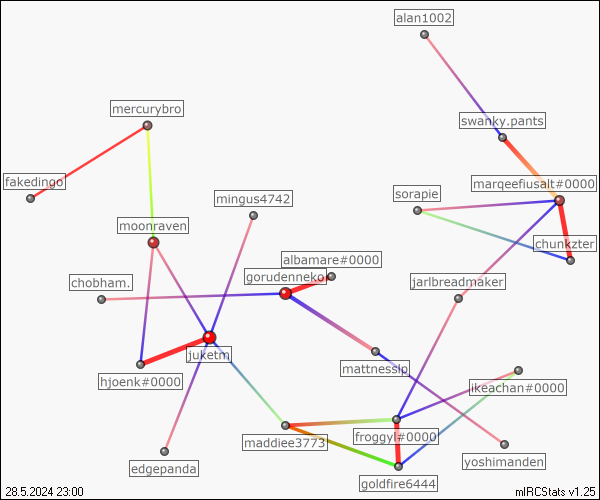 alan1002
mercurybro
swanky.pants
fakedingo
marqeefiusalt#0000
mingus4742
sorapie
moonraven
chunkzter
albamare#0000
chobham.
gorudenneko
jarlbreadmaker
juketm
mattnesslp
hjoenk#0000
ikeachan#0000
maddiee3773
froggyl#0000
edgepanda
yoshimanden
goldfire6444
28.5.2024 23:00
mIRCStats v1.25